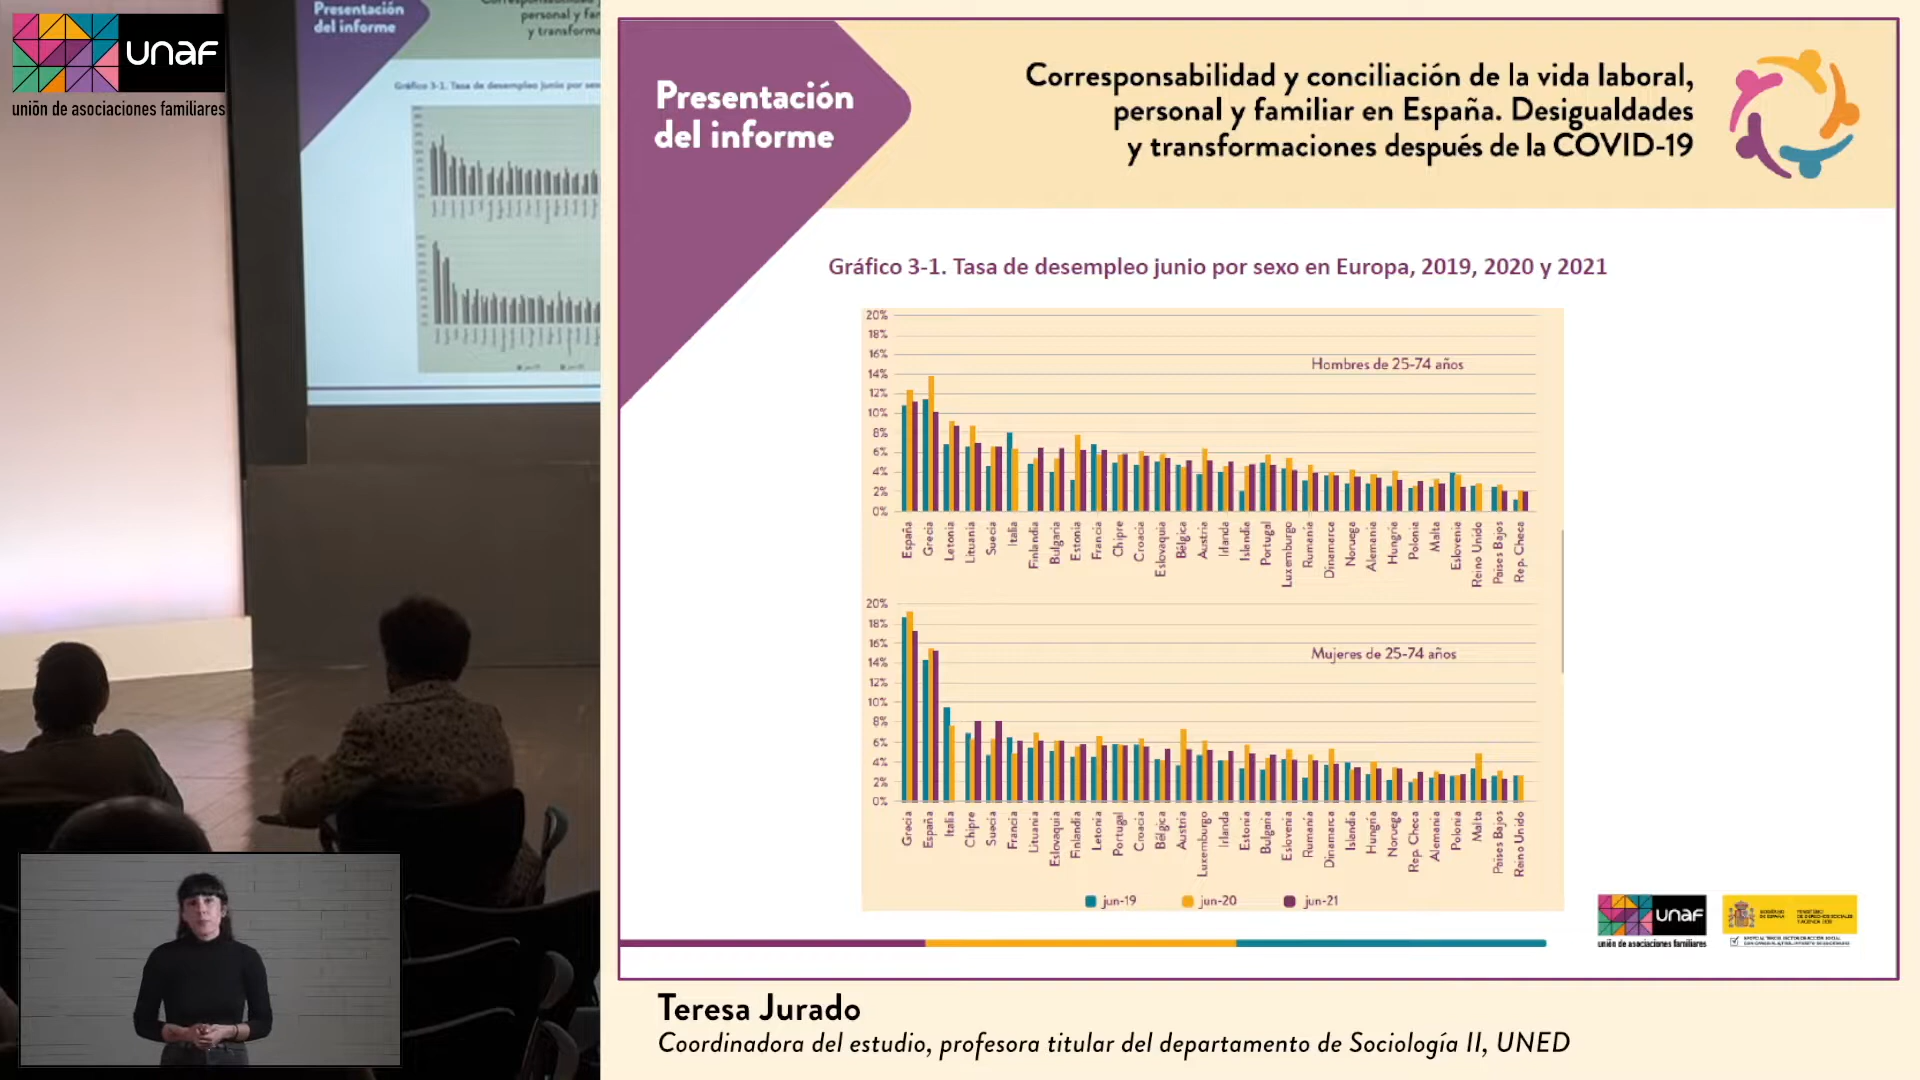 unaf
unión de asociaciones familiares
Presentación
del informe
Presentación
del informe
Corresponsabilidad y conciliación de la vida laboral,
personal y familiar en España. Desigualdades
y transformaciones después de la COVID-19
Gráfico 3-1. Tasa de desempleo junio por sexo en Europa, 2019, 2020 y 2021
20%
18%
16%
14%
12%
10%
8%
6%
4%
2%
0%
Hombres de 25-74 años
España
Grecia
Letonia
Lituania
Suecia
Italia
Finlandia
Bulgaria
Estonia
Francia
Chipre
Croacia
Eslovaquia
Bélgica
Austria
Irlanda
Islandia
Portugal
Luxemburgo
Rumanía
Dinamarca
Noruega
Alemania
Hungría
Polonia
Malta
Eslovenia
Reino Unido
Países Bajos
Rep. Checa
20%
18%
16%
14%
12%
10%
8%
6%
4%
2%
0%
Mujeres de 25-74 años
Grecia
España
Italia
Chipre
Suecia
Francia
Lituania
Eslovaquia
Finlandia
Letonia
Portugal
Croacia
Bélgica
Austria
Luxemburgo
Irlanda
Estonia
Bulgaria
Eslovenia
Rumanía
Dinamarca
Islandia
Hungría
Noruega
Rep. Checa
Alemania
Polonia
Malta
Países Bajos
Reino Unido
jun-19
jun-20
jun-21
unaf
unión de asociaciones familiares
Teresa Jurado
Coordinadora del estudio, profesora titular del departamento de Sociología II, UNED